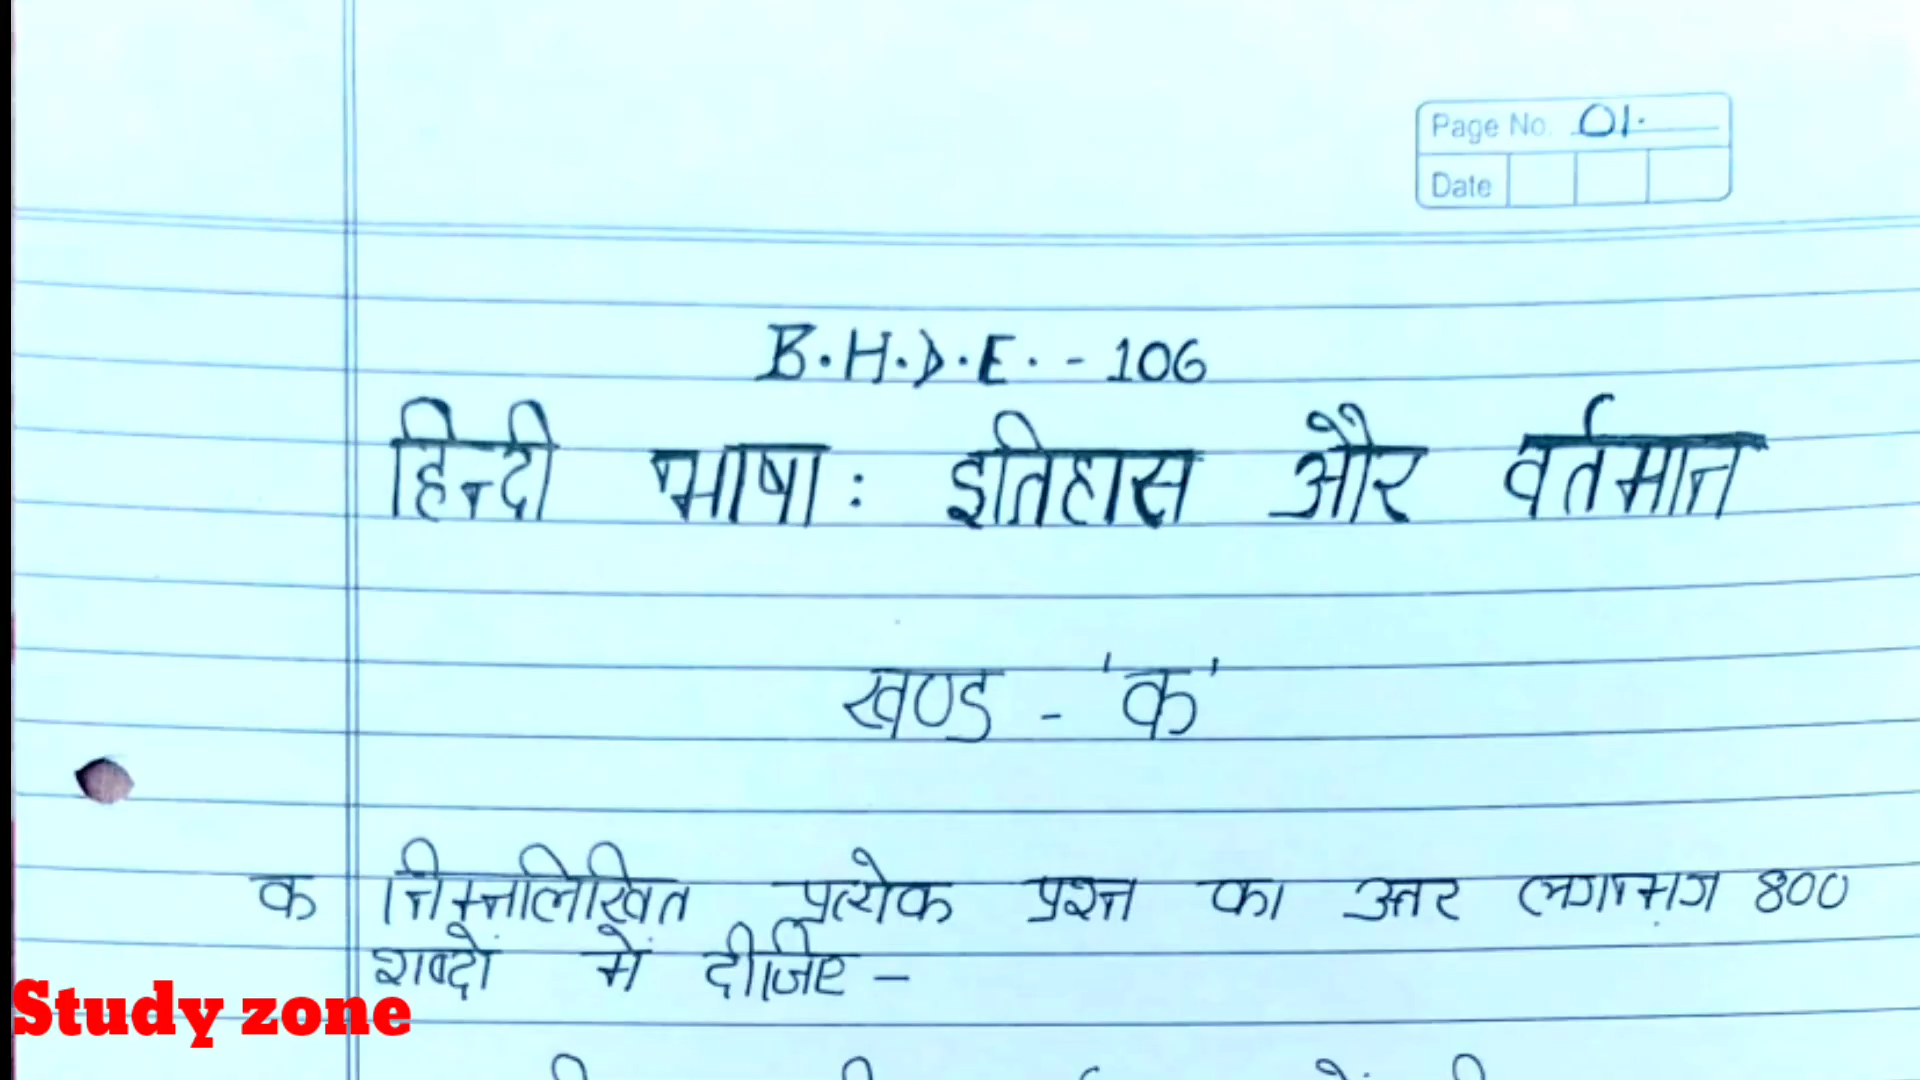 Page No. 01.
Date
B.H.D.E. - 106
हिन्दी भाषा : इतिहास और वर्तमान
खण्ड - 'क'
क निम्नलिखित प्रत्येक प्रश्न का उत्तर लगभग 800
शब्दों में दीजिए -
Study zone